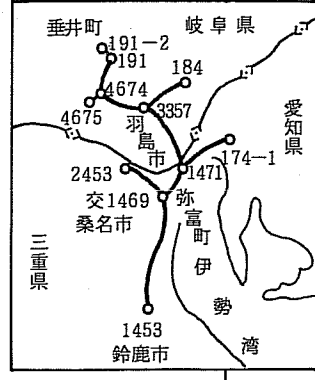 垂井町
岐阜県
191-2
191
184
4674
4675
3357
羽島市
愛知県
174-1
2453
1471
交1469
桑名市
弥富町
三重県
伊勢湾
1453
鈴鹿市